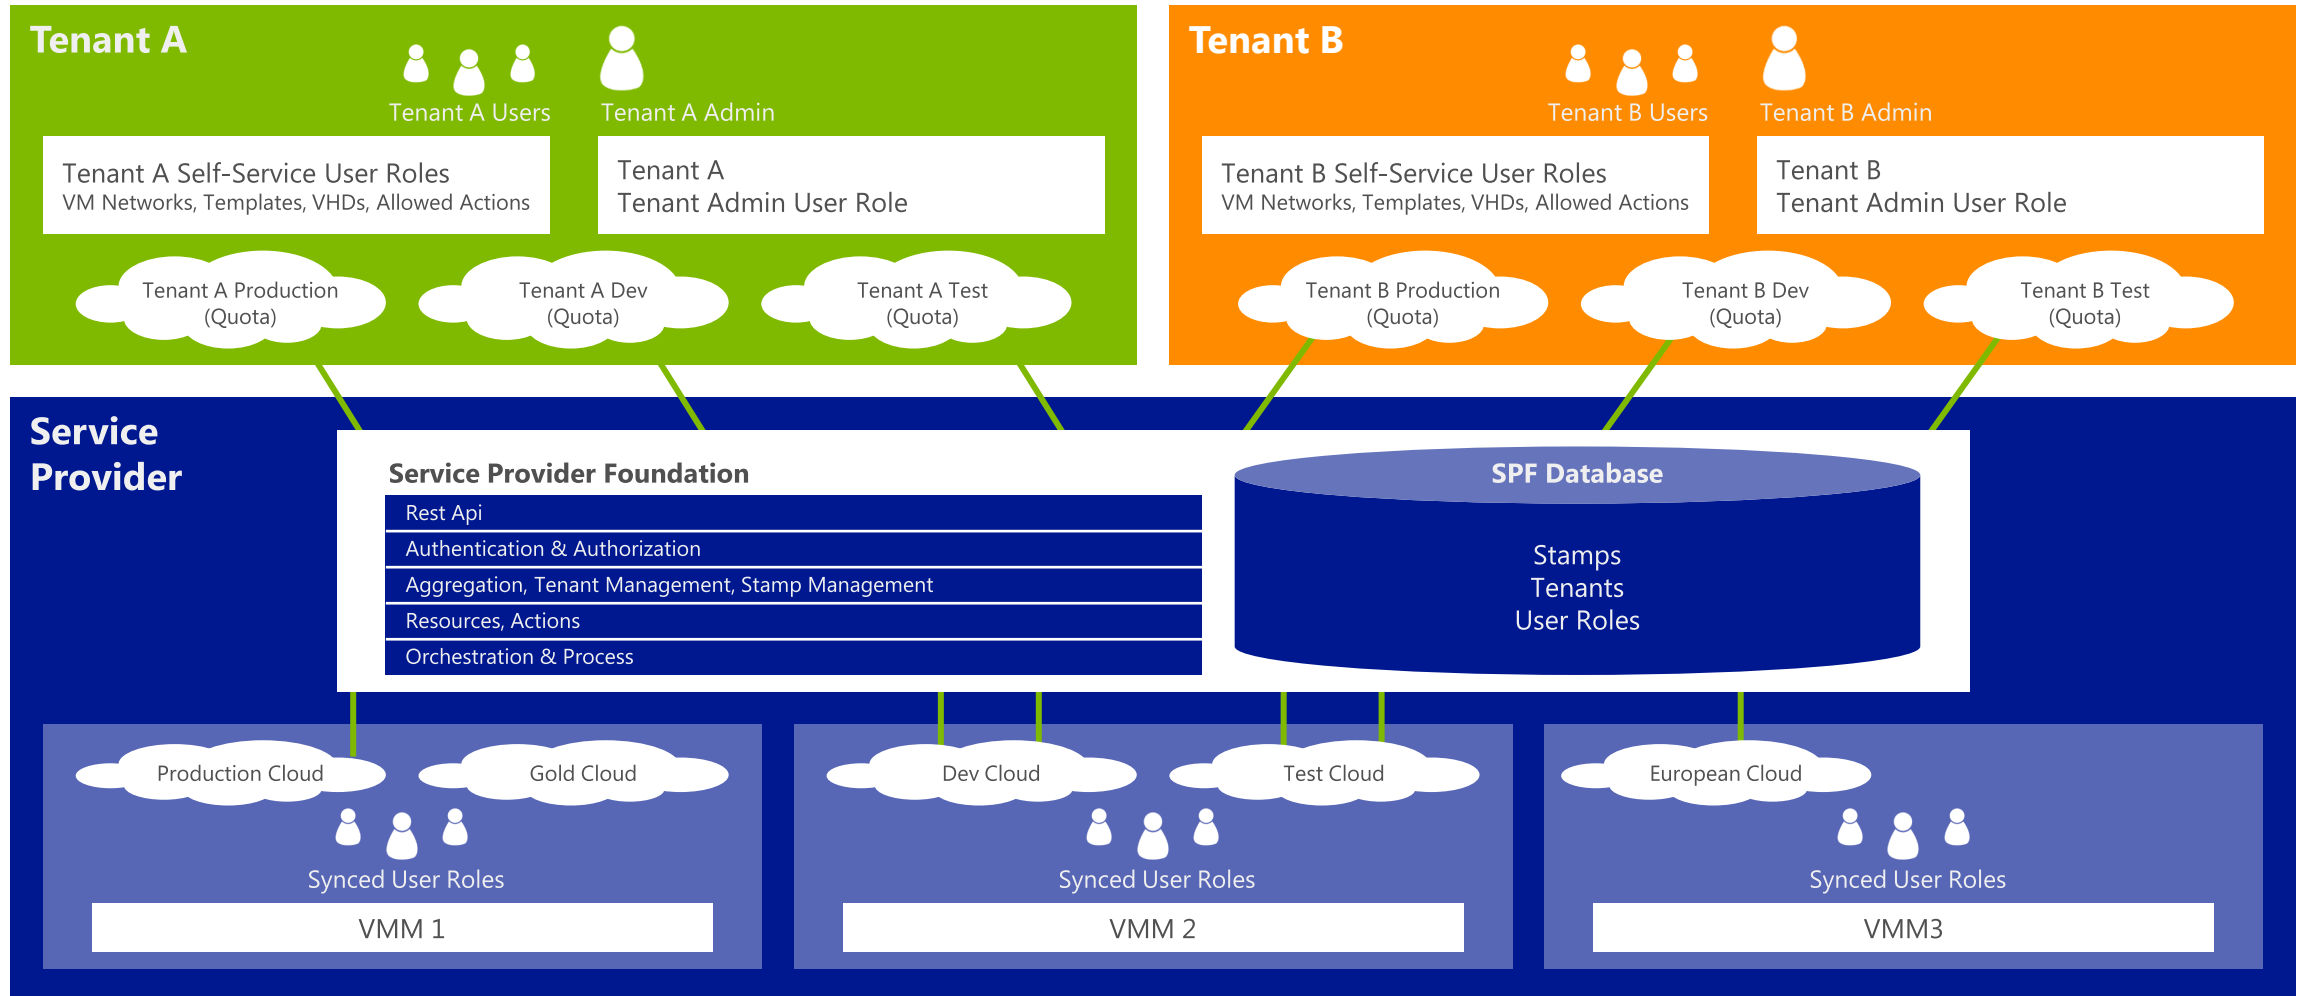 Tenant A
Tenant A Users
Tenant A Admin
Tenant A Self-Service User Roles
VM Networks, Templates, VHDs, Allowed Actions
Tenant A
Tenant Admin User Role
Tenant A Production
(Quota)
Tenant A Dev
(Quota)
Tenant A Test
(Quota)
Tenant B
Tenant B Users
Tenant B Admin
Tenant B Self-Service User Roles
VM Networks, Templates, VHDs, Allowed Actions
Tenant B
Tenant Admin User Role
Tenant B Production
(Quota)
Tenant B Dev
(Quota)
Tenant B Test
(Quota)
Service
Provider
Service Provider Foundation
Rest Api
Authentication & Authorization
Aggregation, Tenant Management, Stamp Management
Resources, Actions
Orchestration & Process
SPF Database
Stamps
Tenants
User Roles
Production Cloud
Gold Cloud
Synced User Roles
VMM 1
Dev Cloud
Test Cloud
Synced User Roles
VMM 2
European Cloud
Synced User Roles
VMM3